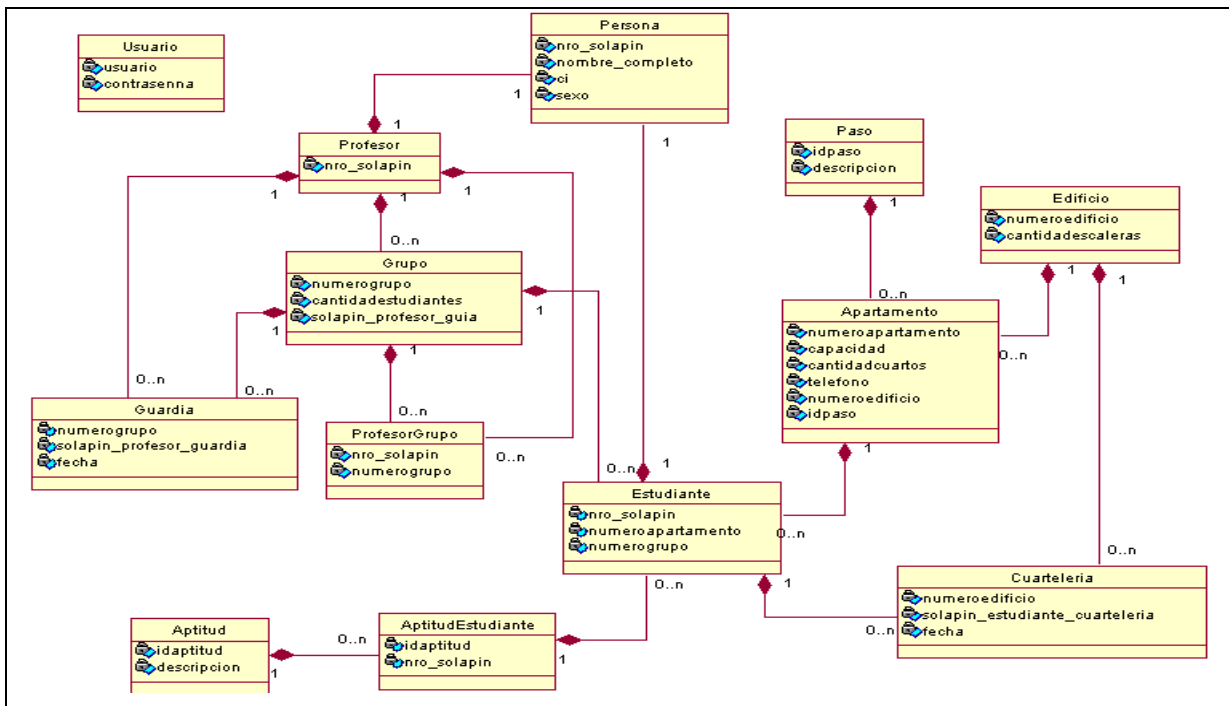 Usuario
usuario
contrasenna
Persona
nro_solapin
nombre_completo
ci
sexo
1
1
1
Profesor
nro_solapin
1
1
1
Paso
idpaso
descripcion
1
Edificio
numeroedificio
cantidadescaleras
1
1
0..n
Grupo
numerogrupo
cantidadestudiantes
solapin_profesor_guia
1
1
1
0..n
Apartamento
numeroapartamento
capacidad
cantidadcuartos
telefono
numeroedificio
idpaso
0..n
1
0..n
0..n
Guardia
numerogrupo
solapin_profesor_guardia
fecha
ProfesorGrupo
nro_solapin
numerogrupo
0..n
0..n
0..n
1
Estudiante
nro_solapin
numeroapartamento
numerogrupo
0..n
0..n
1
0..n
Cuarteleria
numeroedificio
solapin_estudiante_cuarteleria
fecha
0..n
Aptitud
idaptitud
descripcion
1
0..n
AptitudEstudiante
idaptitud
nro_solapin
1